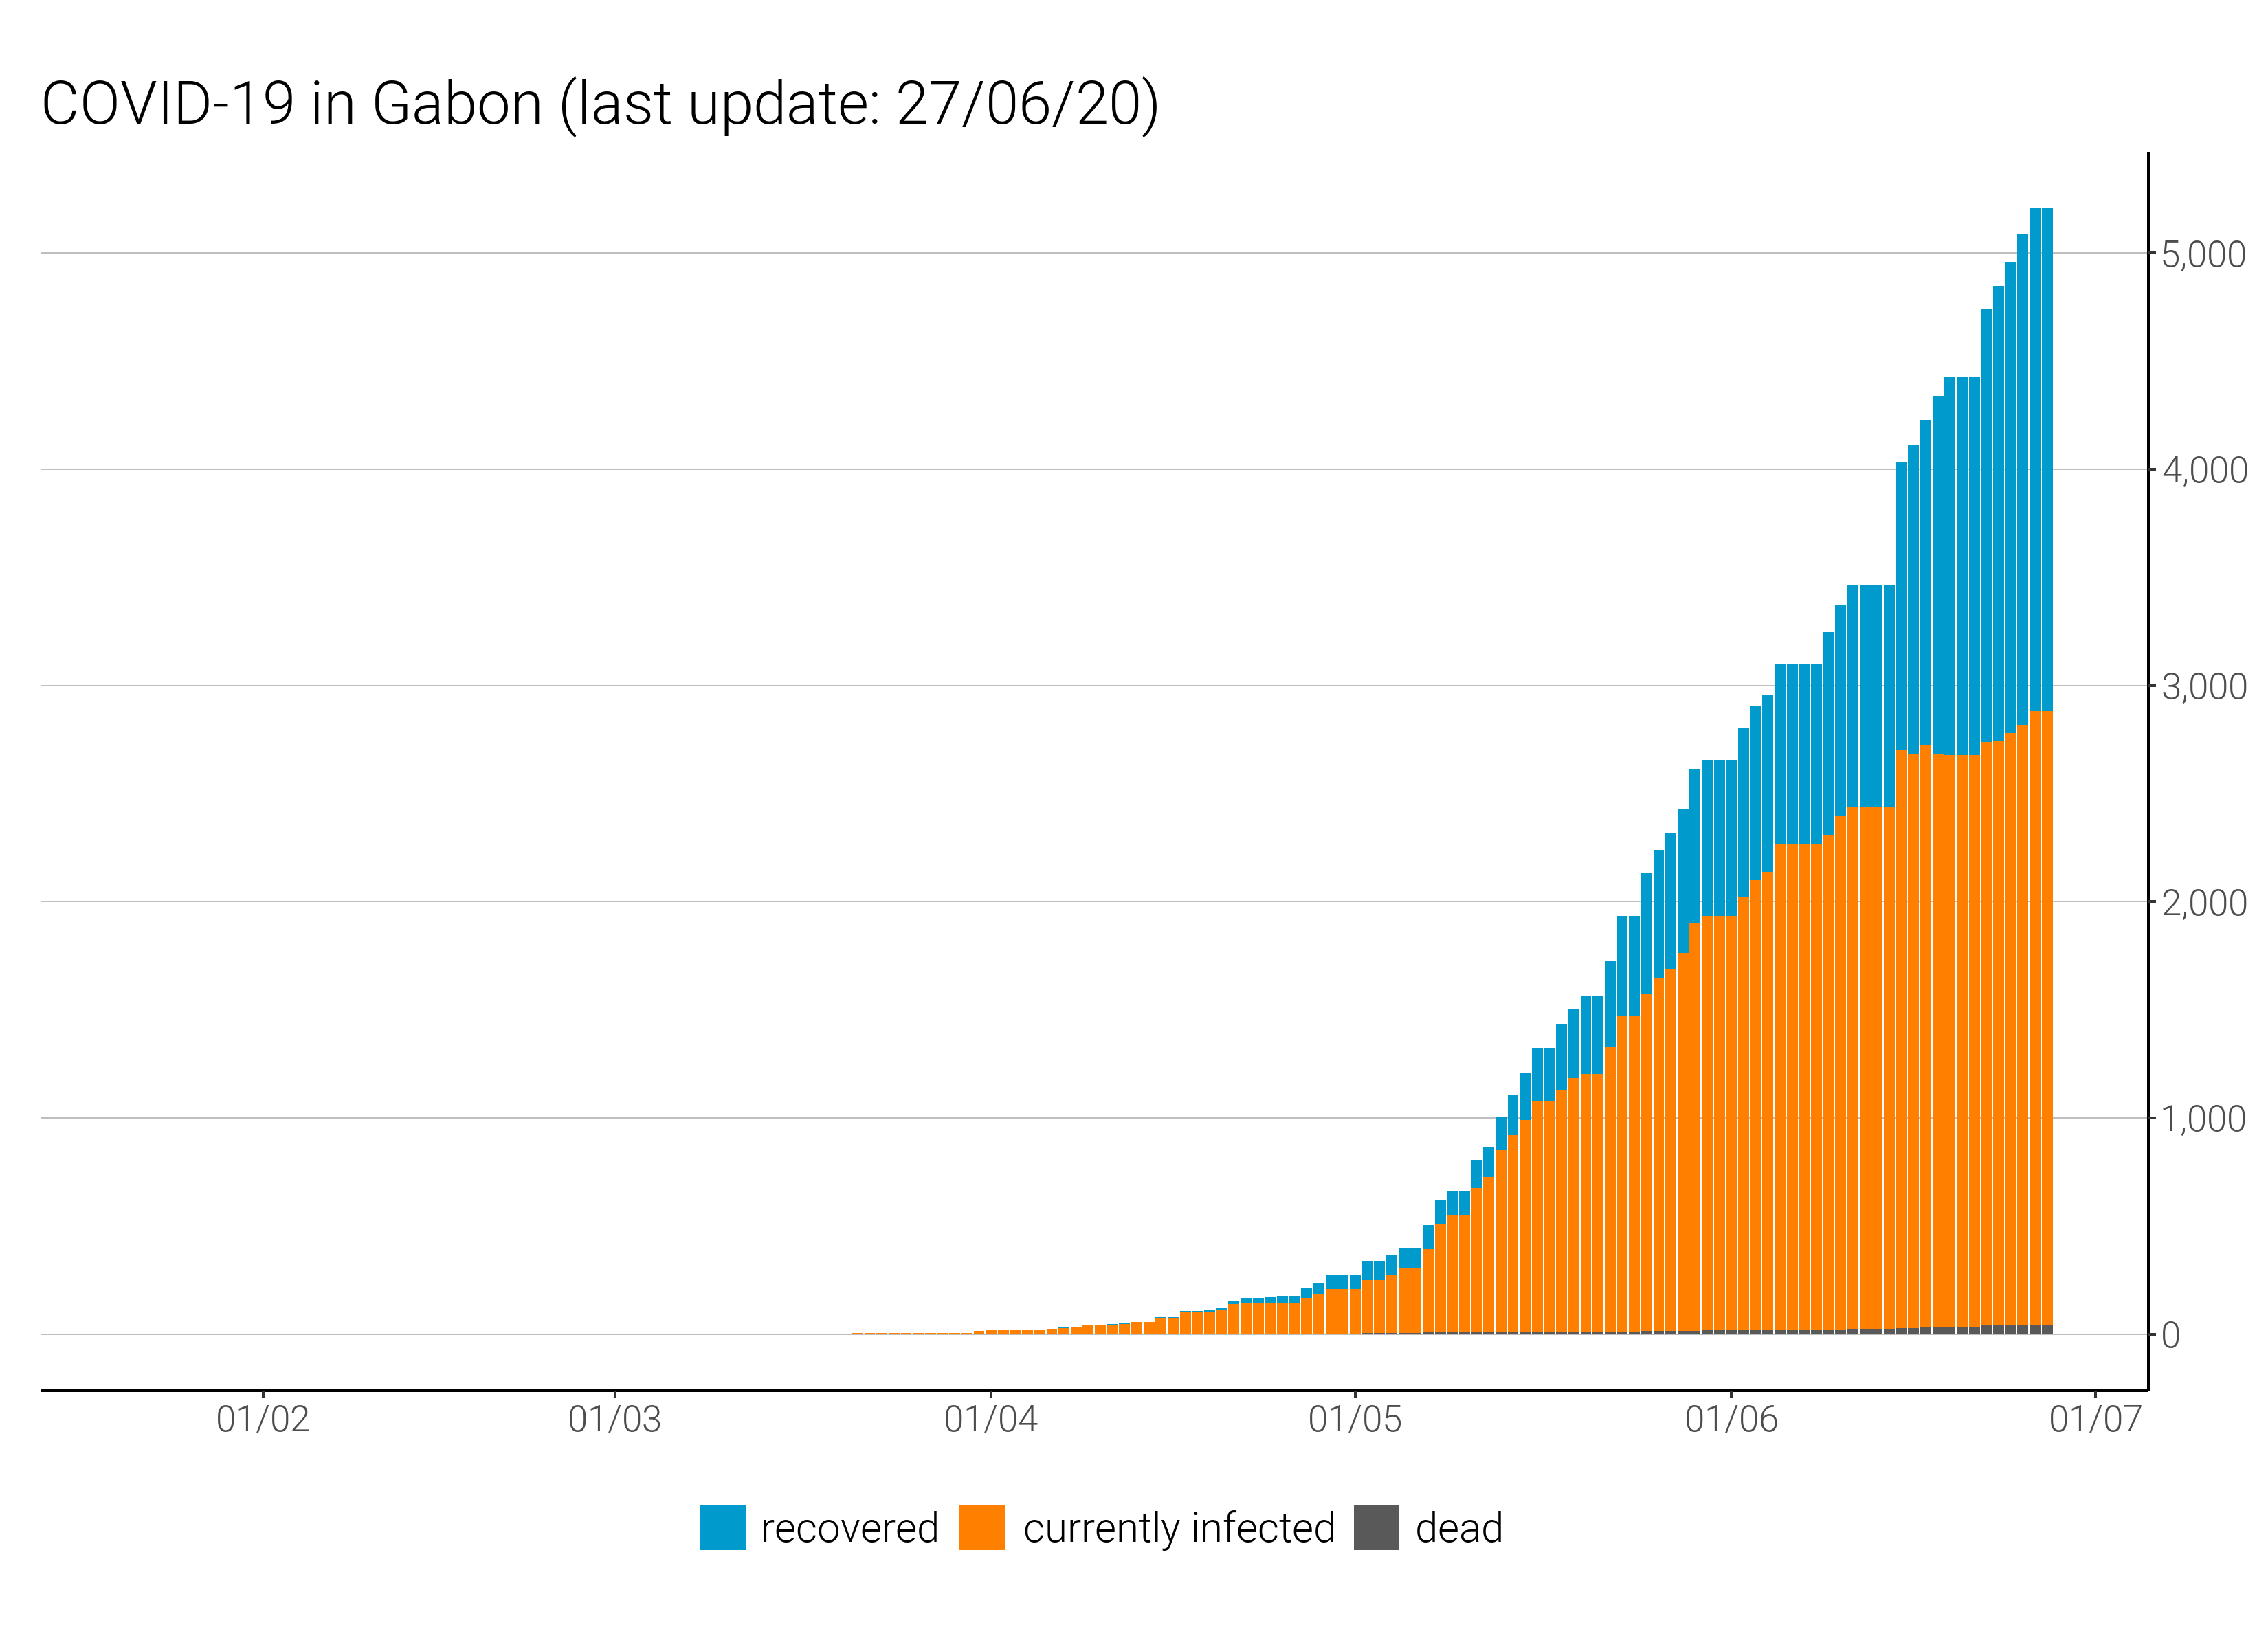 COVID-19 in Gabon (last update: 27/06/20)
5,000
4,000
3,000
2,000
1,000
0
01/02 01/03 01/04 01/05 01/06 01/07
recovered currently infected dead